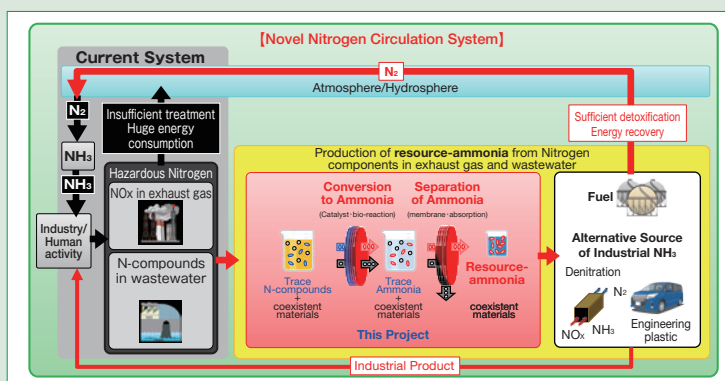 【Novel Nitrogen Circulation System】
Current System
N₂
Atmosphere/Hydrosphere
N₂
NH₃
NH₃
Industry/
Human
activity
Insufficient treatment
Huge energy
consumption
Hazardous Nitrogen
NOx in exhaust gas
N-compounds
in wastewater
Sufficient detoxification
Energy recovery
Production of resource-ammonia from Nitrogen
components in exhaust gas and wastewater
Conversion
to Ammonia
(Catalyst·bio-reaction)
Separation
of Ammonia
(membrane·absorption)
Trace
N-compounds
+
coexistent
materials
Trace
Ammonia
+
coexistent
materials
Resource-
ammonia
coexistent
materials
This Project
Fuel
Alternative Source
of Industrial NH₃
Denitration
N₂
NH₃
NOx
Engineering
plastic
Industrial Product